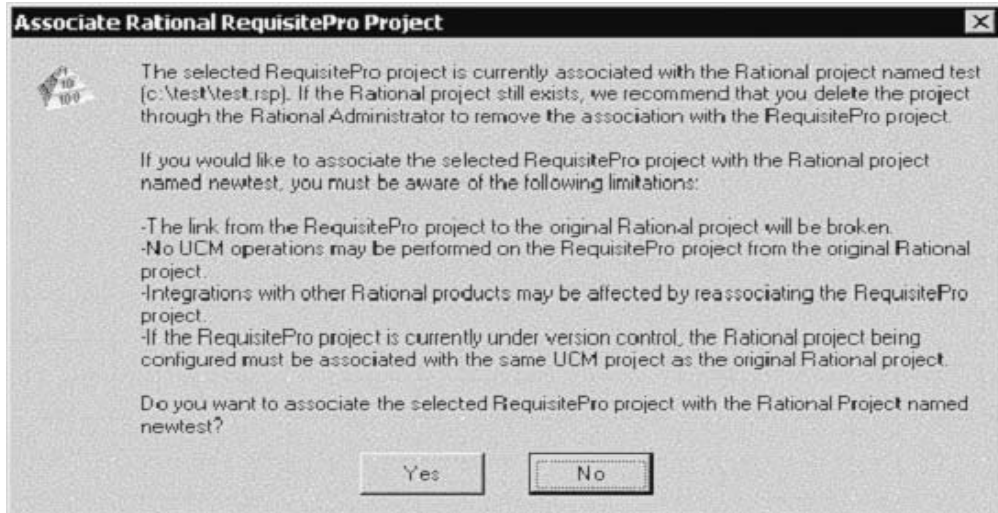 Associate Rational RequisitePro Project
The selected RequisitePro project is currently associated with the Rational project named test
(c:\test\test.rsp). If the Rational project still exists, we recommend that you delete the project
through the Rational Administrator to remove the association with the RequisitePro project.
If you would like to associate the selected RequisitePro project with the Rational project
named newtest, you must be aware of the following limitations:
-The link from the RequisitePro project to the original Rational project will be broken.
-No UCM operations may be performed on the RequisitePro project from the original Rational
project.
-Integrations with other Rational products may be affected by reassociating the RequisitePro
project.
-If the RequisitePro project is currently under version control, the Rational project being
configured must be associated with the same UCM project as the original Rational project.
Do you want to associate the selected RequisitePro project with the Rational Project named
newtest?
Yes No